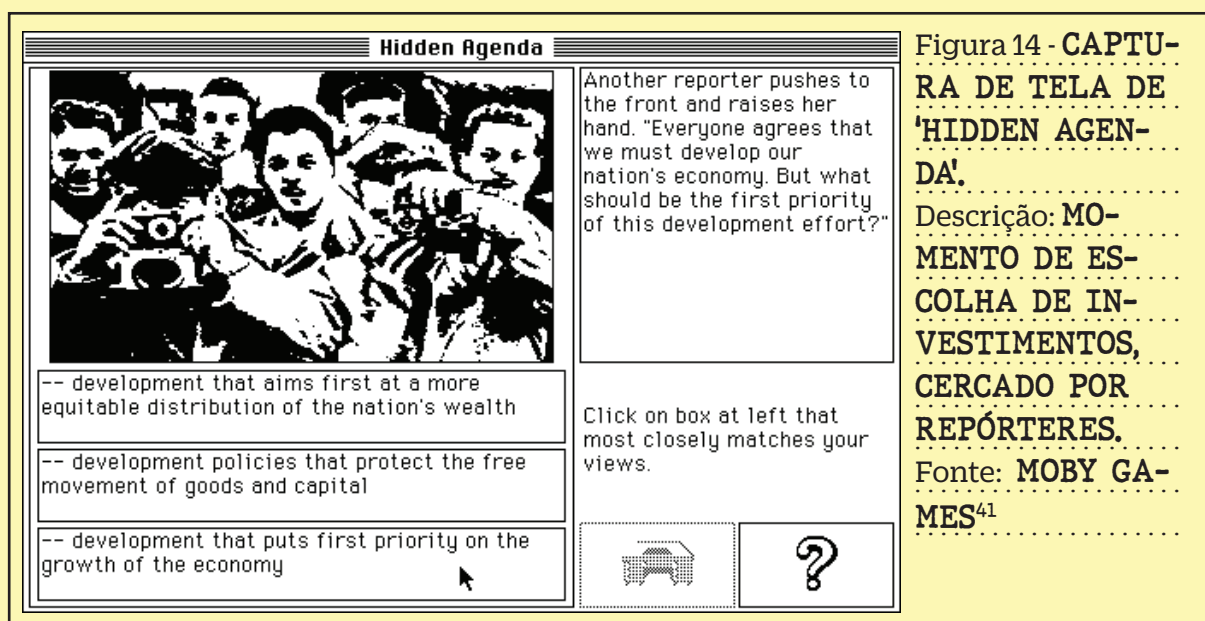 Hidden Agenda
Another reporter pushes to
the front and raises her
hand. "Everyone agrees that
we must develop our
nation's economy. But what
should be the first priority
of this development effort?"
-- development that aims first at a more
equitable distribution of the nation's wealth
-- development policies that protect the free
movement of goods and capital
-- development that puts first priority on the
growth of the economy
Click on box at left that
most closely matches your
views.
?
Figura 14 - CAPTU-
RA DE TELA DE
'HIDDEN AGEN-
DA'.
Descrição: MO-
MENTO DE ES-
COLHA DE IN-
VESTIMENTOS,
CERCADO POR
REPÓRTERES.
Fonte: MOBY GA-
MES41